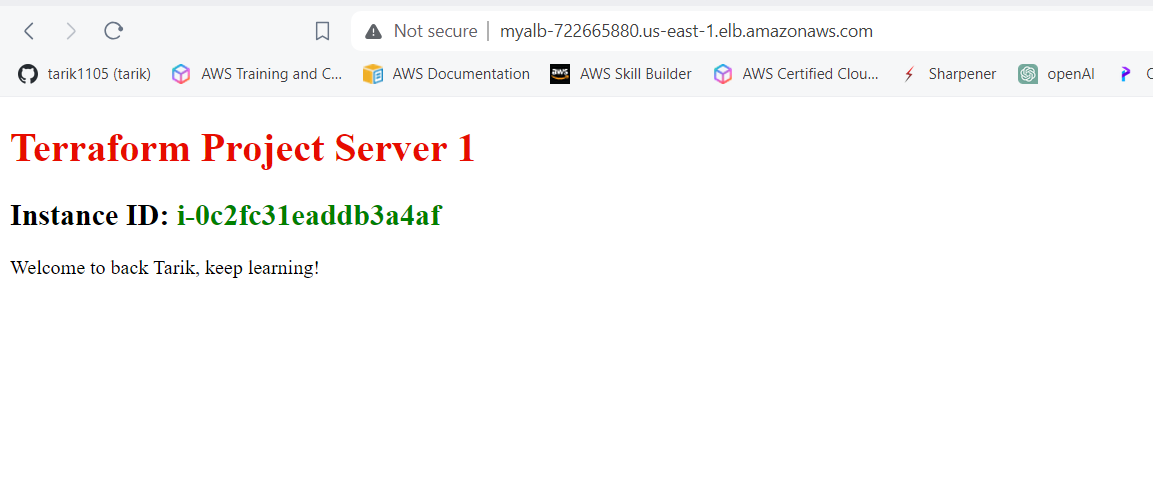 Not secure | myalb-722665880.us-east-1.elb.amazonaws.com
tarik1105 (tarik) AWS Training and C... AWS Documentation aws AWS Skill Builder AWS Certified Clou... Sharpener openAI
Terraform Project Server 1
Instance ID: i-0c2fc31eaddb3a4af
Welcome to back Tarik, keep learning!